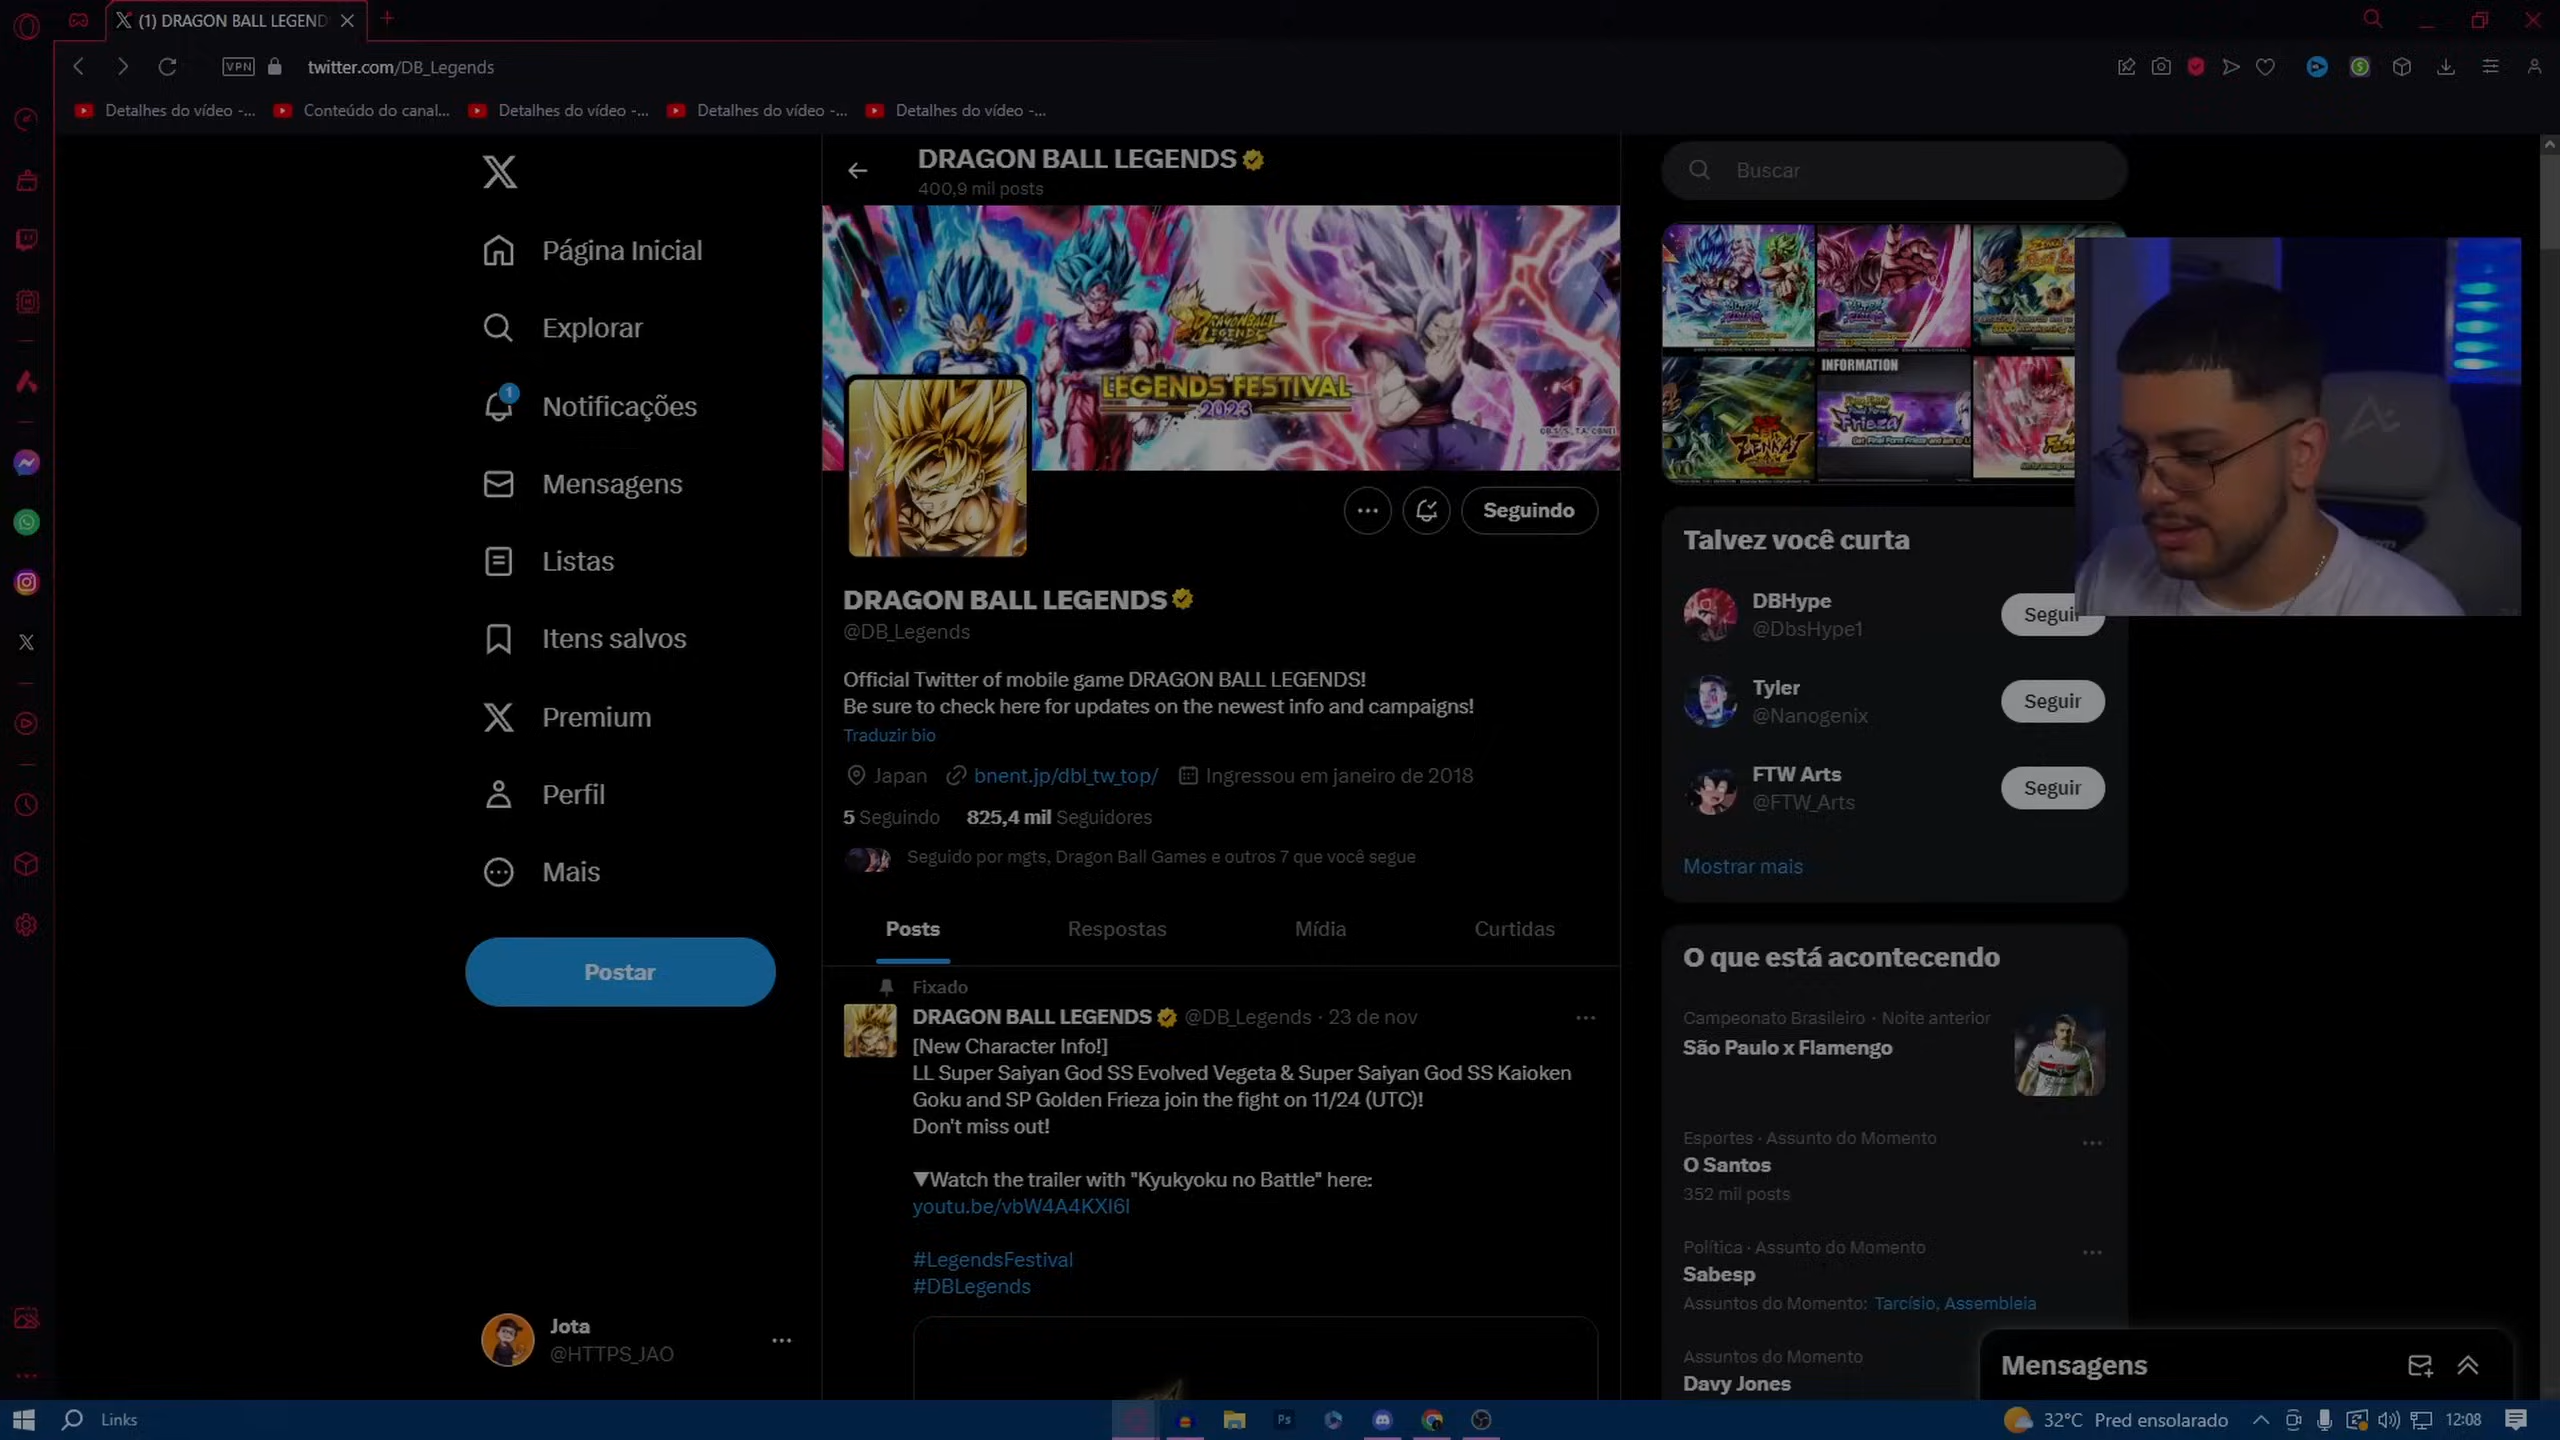 (1) DRAGON BALL LEGEND
VPN
twitter.com/DB_Legends
Detalhes do vídeo -...
Conteúdo do canal...
Detalhes do vídeo -...
Detalhes do vídeo -...
Detalhes do vídeo -...
Página Inicial
Explorar
1
Notificações
Mensagens
Listas
Itens salvos
Premium
Perfil
Mais
Postar
Jota
@HTTPS_JAO
DRAGON BALL LEGENDS
400,9 mil posts
DRAGONBALL
LEGENDS
LEGENDS FESTIVAL
2023
Seguindo
DRAGON BALL LEGENDS
@DB_Legends
Official Twitter of mobile game DRAGON BALL LEGENDS!
Be sure to check here for updates on the newest info and campaigns!
Traduzir bio
Japan bnent.jp/dbl_tw_top/ Ingressou em janeiro de 2018
5 Seguindo 825,4 mil Seguidores
Seguido por mgts, Dragon Ball Games e outros 7 que você segue
Posts
Respostas
Mídia
Curtidas
Fixado
DRAGON BALL LEGENDS @DB_Legends · 23 de nov
[New Character Info!]
LL Super Saiyan God SS Evolved Vegeta & Super Saiyan God SS Kaioken
Goku and SP Golden Frieza join the fight on 11/24 (UTC)!
Don't miss out!
▼Watch the trailer with "Kyukyoku no Battle" here:
youtu.be/vbW4A4KXI6I
#LegendsFestival
#DBLegends
Buscar
INFORMATION
Frieza
ZENKAI
Talvez você curta
DBHype
@DbsHype1
Seguir
Tyler
@Nanogenix
Seguir
FTW Arts
@FTW_Arts
Seguir
Mostrar mais
O que está acontecendo
Campeonato Brasileiro · Noite anterior
São Paulo x Flamengo
Esportes · Assunto do Momento
O Santos
352 mil posts
Política · Assunto do Momento
Sabesp
Assuntos do Momento: Tarcísio, Assembleia
Assuntos do Momento
Davy Jones
Mensagens
Links
Ps
32°C Pred ensolarado
12:08